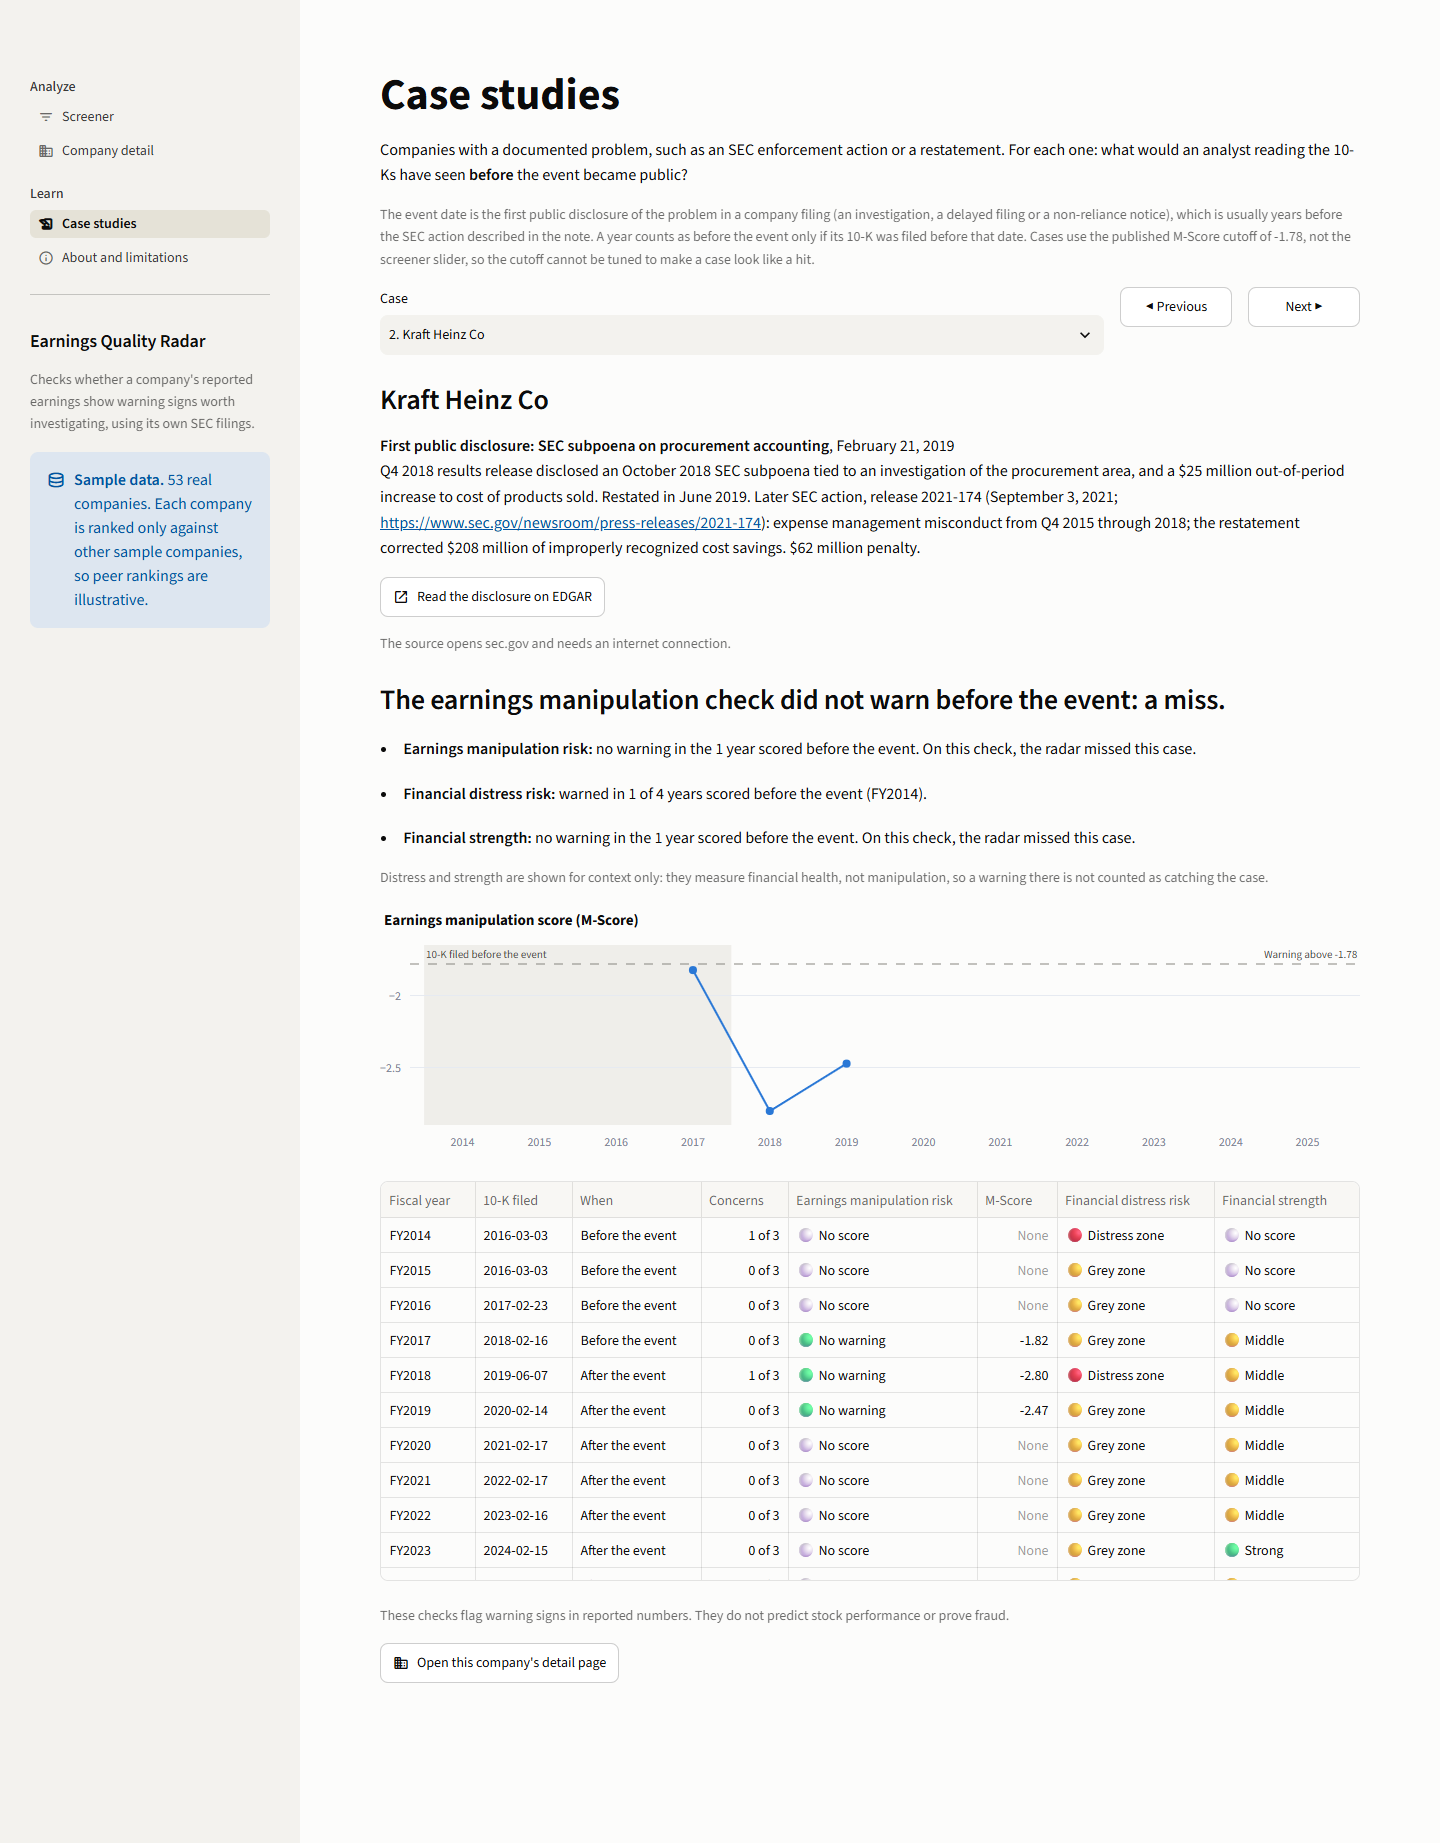 Analyze
Screener
Company detail
Learn
Case studies
About and limitations
Earnings Quality Radar
Checks whether a company's reported
earnings show warning signs worth
investigating, using its own SEC filings.
Sample data. 53 real
companies. Each company
is ranked only against
other sample companies,
so peer rankings are
illustrative.
Case studies
Companies with a documented problem, such as an SEC enforcement action or a restatement. For each one: what would an analyst reading the 10-
Ks have seen before the event became public?
The event date is the first public disclosure of the problem in a company filing (an investigation, a delayed filing or a non-reliance notice), which is usually years before
the SEC action described in the note. A year counts as before the event only if its 10-K was filed before that date. Cases use the published M-Score cutoff of -1.78, not the
screener slider, so the cutoff cannot be tuned to make a case look like a hit.
Case
2. Kraft Heinz Co
◂ Previous
Next ▸
Kraft Heinz Co
First public disclosure: SEC subpoena on procurement accounting, February 21, 2019
Q4 2018 results release disclosed an October 2018 SEC subpoena tied to an investigation of the procurement area, and a $25 million out-of-period
increase to cost of products sold. Restated in June 2019. Later SEC action, release 2021-174 (September 3, 2021;
https://www.sec.gov/newsroom/press-releases/2021-174): expense management misconduct from Q4 2015 through 2018; the restatement
corrected $208 million of improperly recognized cost savings. $62 million penalty.
Read the disclosure on EDGAR
The source opens sec.gov and needs an internet connection.
The earnings manipulation check did not warn before the event: a miss.
• Earnings manipulation risk: no warning in the 1 year scored before the event. On this check, the radar missed this case.
• Financial distress risk: warned in 1 of 4 years scored before the event (FY2014).
• Financial strength: no warning in the 1 year scored before the event. On this check, the radar missed this case.
Distress and strength are shown for context only: they measure financial health, not manipulation, so a warning there is not counted as catching the case.
Earnings manipulation score (M-Score)
10-K filed before the event
Warning above -1.78
−2
−2.5
2014 2015 2016 2017 2018 2019 2020 2021 2022 2023 2024 2025
Fiscal year 10-K filed When Concerns Earnings manipulation risk M-Score Financial distress risk Financial strength
FY2014 2016-03-03 Before the event 1 of 3 No score None Distress zone No score
FY2015 2016-03-03 Before the event 0 of 3 No score None Grey zone No score
FY2016 2017-02-23 Before the event 0 of 3 No score None Grey zone No score
FY2017 2018-02-16 Before the event 0 of 3 No warning -1.82 Grey zone Middle
FY2018 2019-06-07 After the event 1 of 3 No warning -2.80 Distress zone Middle
FY2019 2020-02-14 After the event 0 of 3 No warning -2.47 Grey zone Middle
FY2020 2021-02-17 After the event 0 of 3 No score None Grey zone Middle
FY2021 2022-02-17 After the event 0 of 3 No score None Grey zone Middle
FY2022 2023-02-16 After the event 0 of 3 No score None Grey zone Middle
FY2023 2024-02-15 After the event 0 of 3 No score None Grey zone Strong
These checks flag warning signs in reported numbers. They do not predict stock performance or prove fraud.
Open this company's detail page